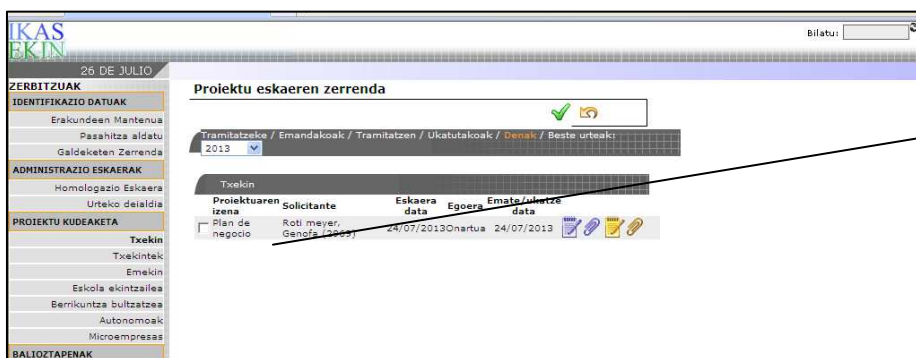 IKAS
EKIN
Bilatu:
26 DE JULIO
ZERBITZUAK
IDENTIFIKAZIO DATUAK
Erakundeen Mantenua
Pasahitza aldatu
Galdeketen Zerrenda
ADMINISTRAZIO ESKAERAK
Homologazio Eskaera
Urteko deialdia
PROIEKTU KUDEAKETA
Txekin
Txekintek
Emekin
Eskola ekintzailea
Berrikuntza bultzatzea
Autonomoak
Microempresas
BALIOZTAPENAK
Proiektu eskaeren zerrenda
Tramitatzeke / Emandakoak / Tramitatzen / Ukatutakoak / Denak / Beste urteak:
2013
Txekin
Proiektuaren izena Solicitante Eskaera data Egoera Emate/ukatze data
Plan de negocio Roti meyer, Genofa (2969) 24/07/2013 Onartua 24/07/2013